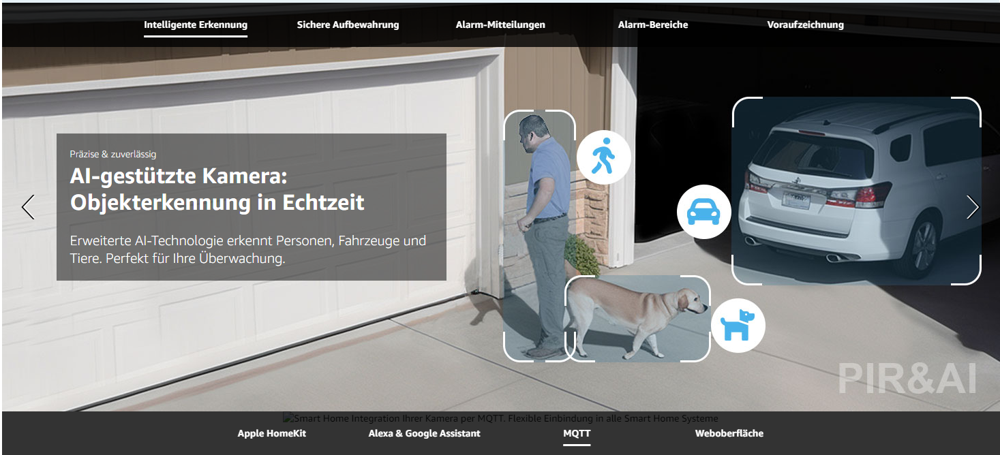 Intelligente Erkennung
Sichere Aufbewahrung
Alarm-Mitteilungen
Alarm-Bereiche
Voraufzeichnung
Präzise & zuverlässig
AI-gestützte Kamera:
Objekterkennung in Echtzeit
Erweiterte AI-Technologie erkennt Personen, Fahrzeuge und
Tiere. Perfekt für Ihre Überwachung.
PIR&AI
Smart Home Integration Ihrer Kamera per MQTT. Flexible Einbindung in alle Smart Home Systeme
Apple HomeKit
Alexa & Google Assistant
MQTT
Weboberfläche